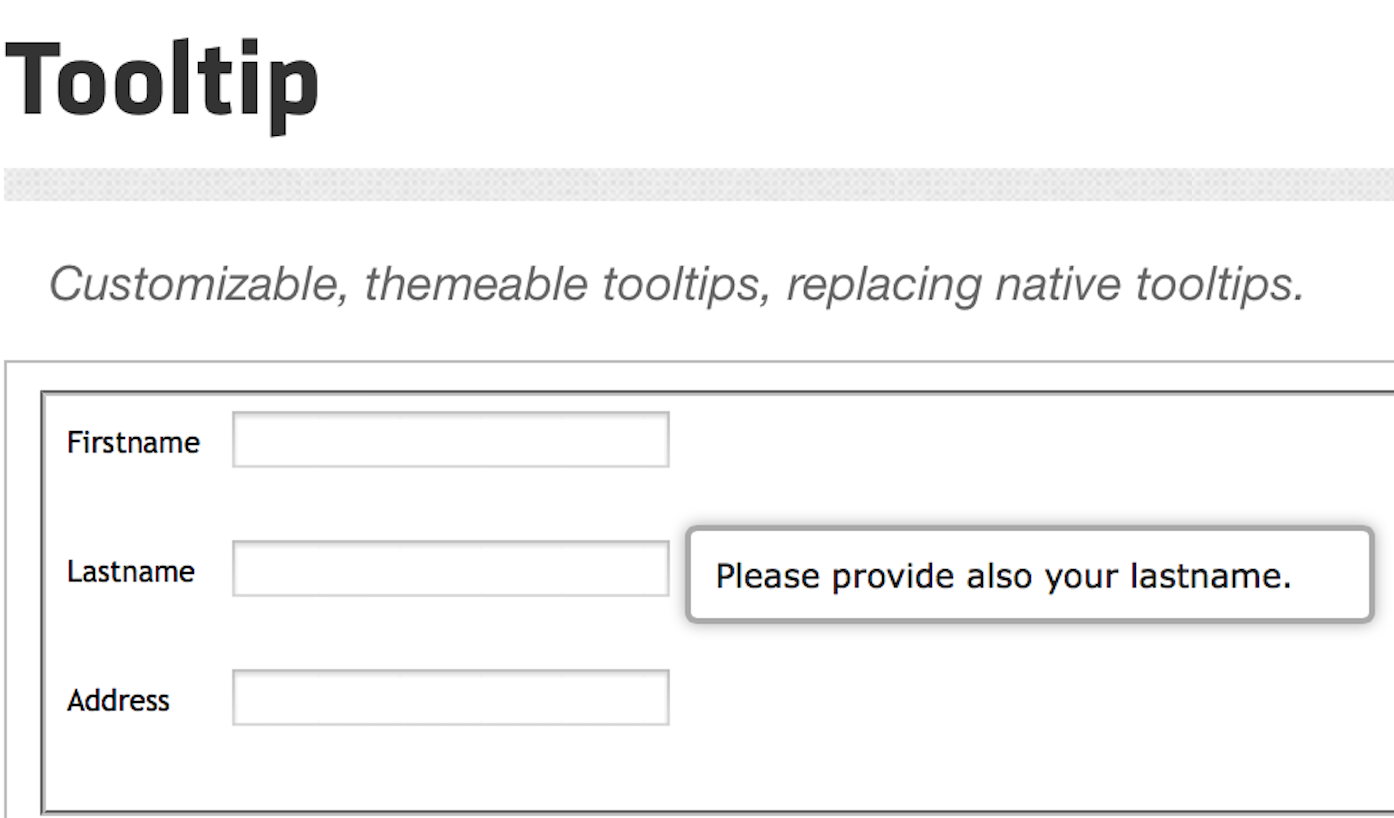 Tooltip
Customizable, themeable tooltips, replacing native tooltips.
Firstname
Lastname
Please provide also your lastname.
Address